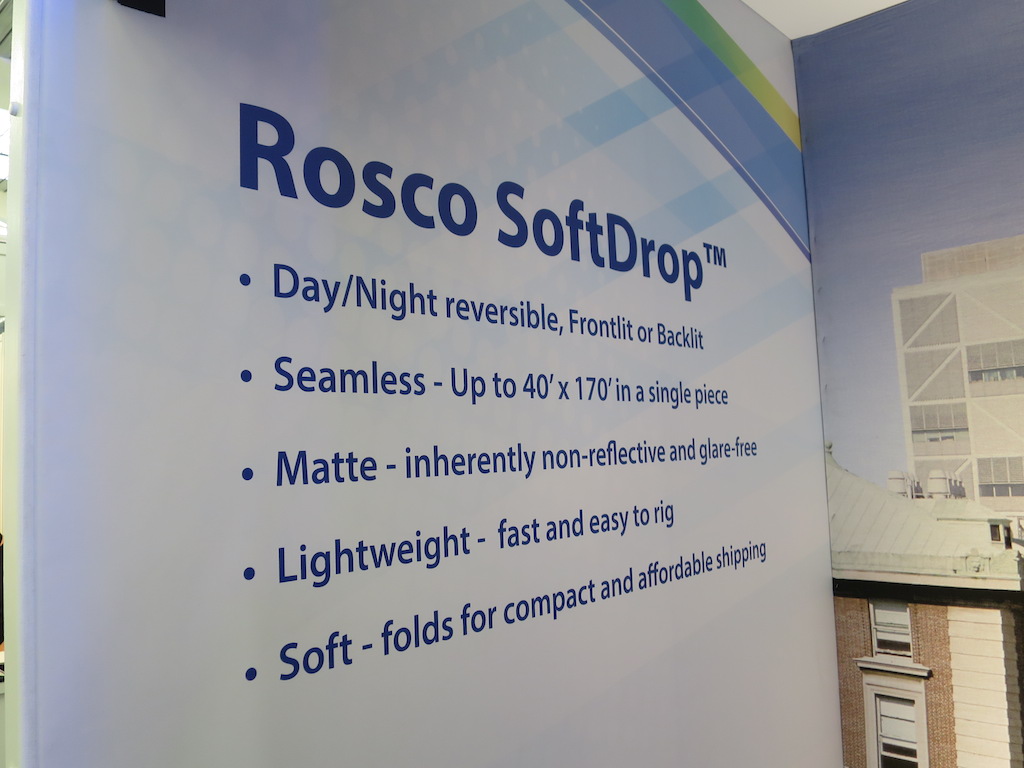 Rosco SoftDrop™
• Day/Night reversible, Frontlit or Backlit
• Seamless - Up to 40' x 170' in a single piece
• Matte - inherently non-reflective and glare-free
• Lightweight - fast and easy to rig
• Soft - folds for compact and affordable shipping